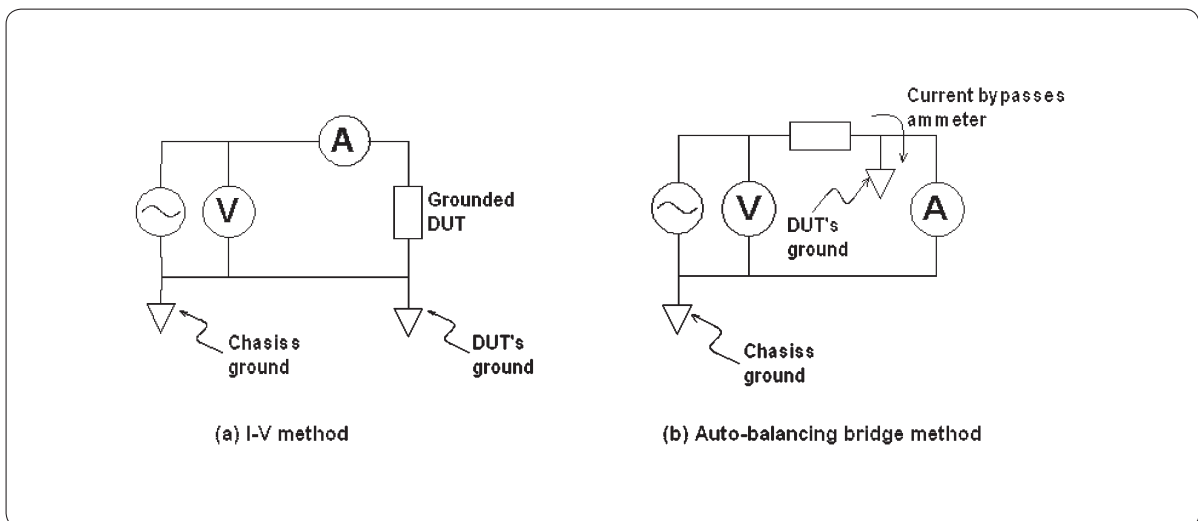 A
V
Grounded
DUT
Chasiss
ground
DUT's
ground
(a) I-V method
Current bypasses
ammeter
V
A
DUT's
ground
Chasiss
ground
(b) Auto-balancing bridge method